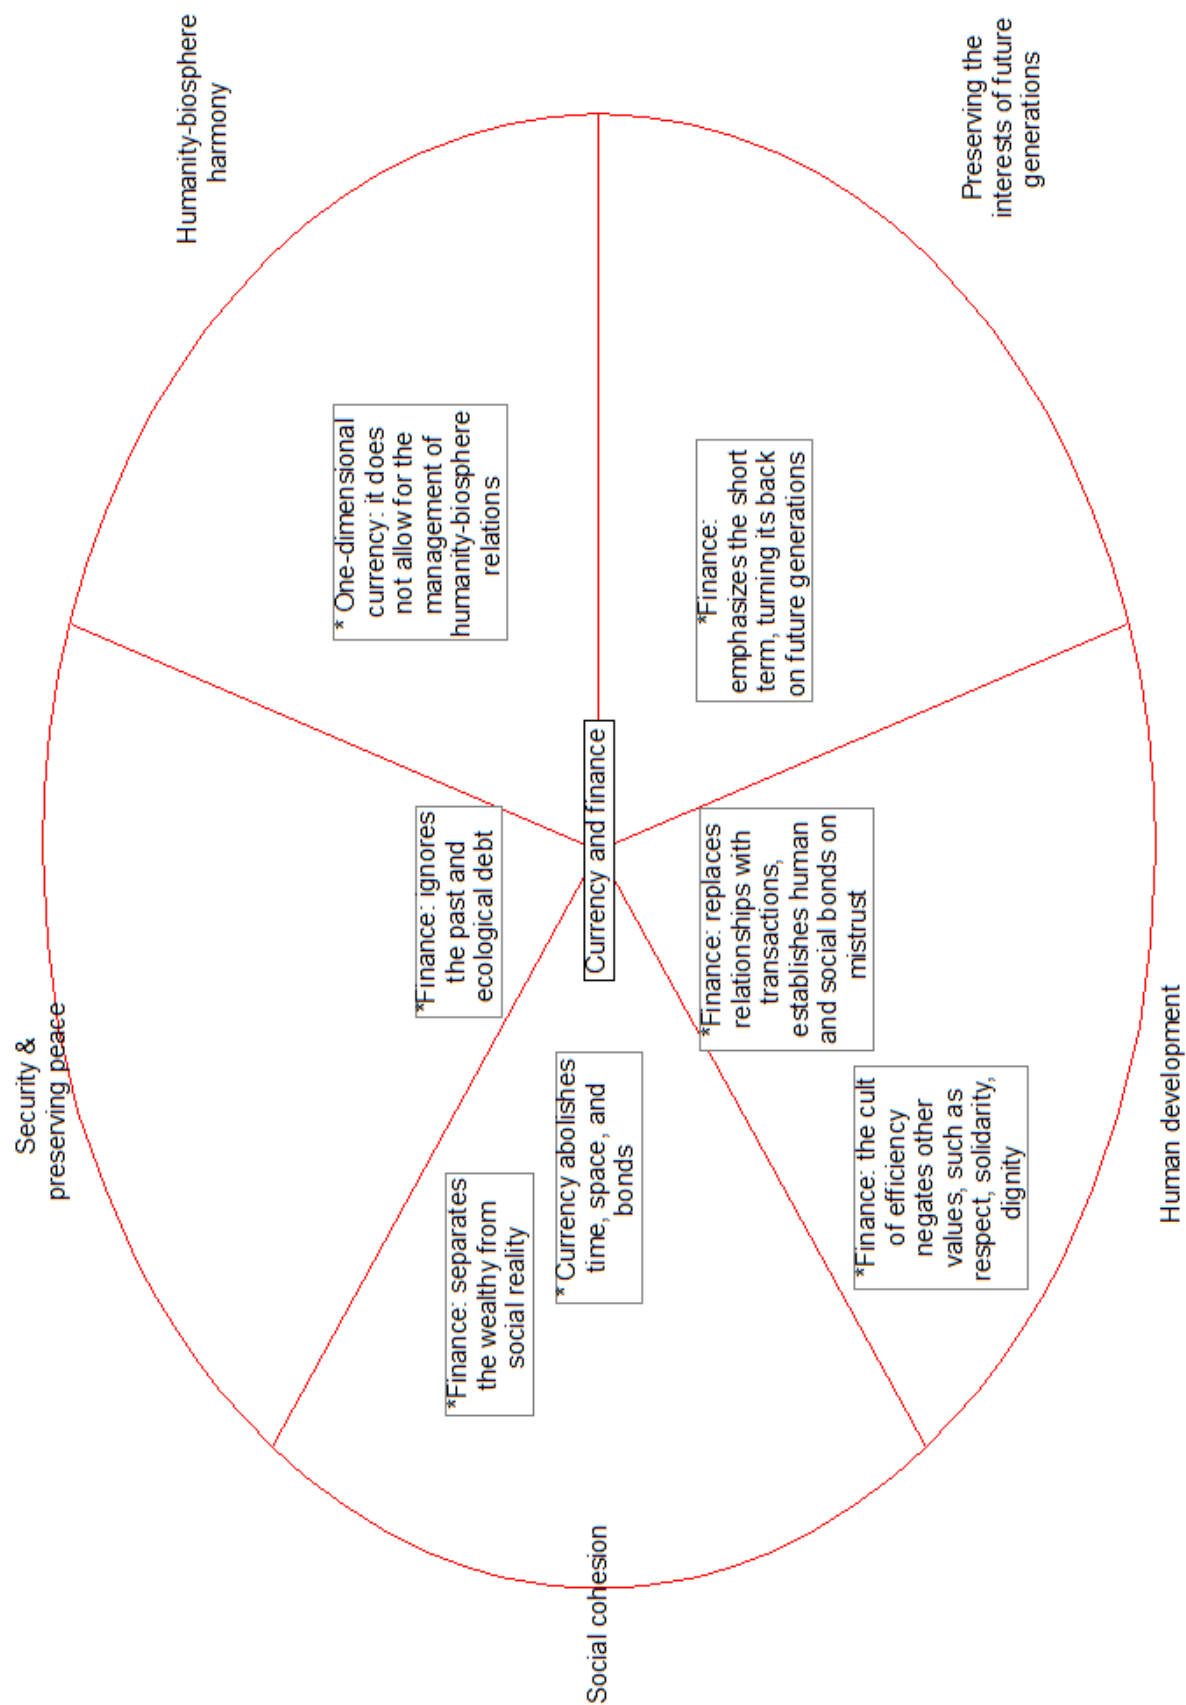 Security &
preserving peace
Humanity-biosphere
harmony
*Finance: ignores
the past and
ecological debt
* One-dimensional
currency: it does
not allow for the
management of
humanity-biosphere
relations
*Finance: separates
the wealthy from
social reality
Social cohesion
* Currency abolishes
time, space, and
bonds
Currency and finance
*Finance: replaces
relationships with
transactions,
establishes human
and social bonds on
mistrust
*Finance:
emphasizes the short
term, turning its back
on future generations
*Finance: the cult
of efficiency
negates other
values, such as
respect, solidarity,
dignity
Preserving the
interests of future
generations
Human development